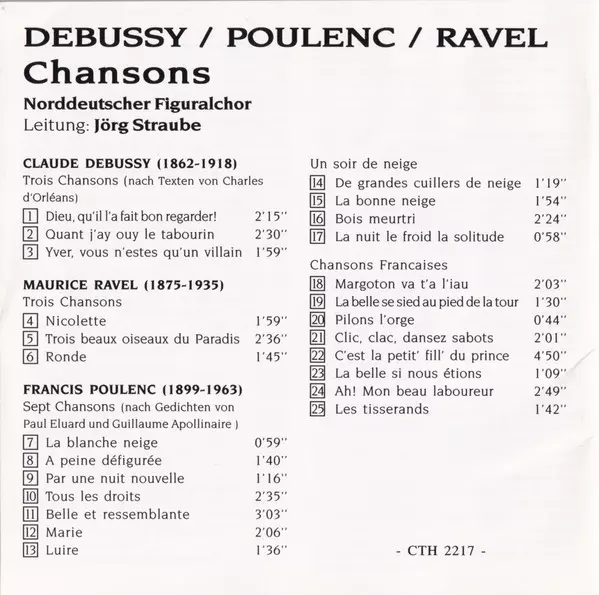 DEBUSSY / POULENC / RAVEL
Chansons
Norddeutscher Figuralchor
Leitung: Jörg Straube
CLAUDE DEBUSSY (1862-1918)
Trois Chansons (nach Texten von Charles
d'Orléans)
1 Dieu, qu'il l'a fait bon regarder! 2'15"
2 Quant j'ay ouy le tabourin 2'30"
3 Yver, vous n'estes qu'un villain 1'59"
MAURICE RAVEL (1875-1935)
Trois Chansons
4 Nicolette 1'59"
5 Trois beaux oiseaux du Paradis 2'36"
6 Ronde 1'45"
FRANCIS POULENC (1899-1963)
Sept Chansons (nach Gedichten von
Paul Eluard und Guillaume Apollinaire )
7 La blanche neige 0'59"
8 A peine défigurée 1'40"
9 Par une nuit nouvelle 1'16"
10 Tous les droits 2'35"
11 Belle et ressemblante 3'03"
12 Marie 2'06"
13 Luire 1'36"
Un soir de neige
14 De grandes cuillers de neige 1'19"
15 La bonne neige 1'54"
16 Bois meurtri 2'24"
17 La nuit le froid la solitude 0'58"
Chansons Francaises
18 Margoton va t'a l'iau 2'03"
19 La belle se sied au pied de la tour 1'30"
20 Pilons l'orge 0'44"
21 Clic, clac, dansez sabots 2'01"
22 C'est la petit' fill' du prince 4'50"
23 La belle si nous étions 1'09"
24 Ah! Mon beau laboureur 2'49"
25 Les tisserands 1'42"
- CTH 2217 -